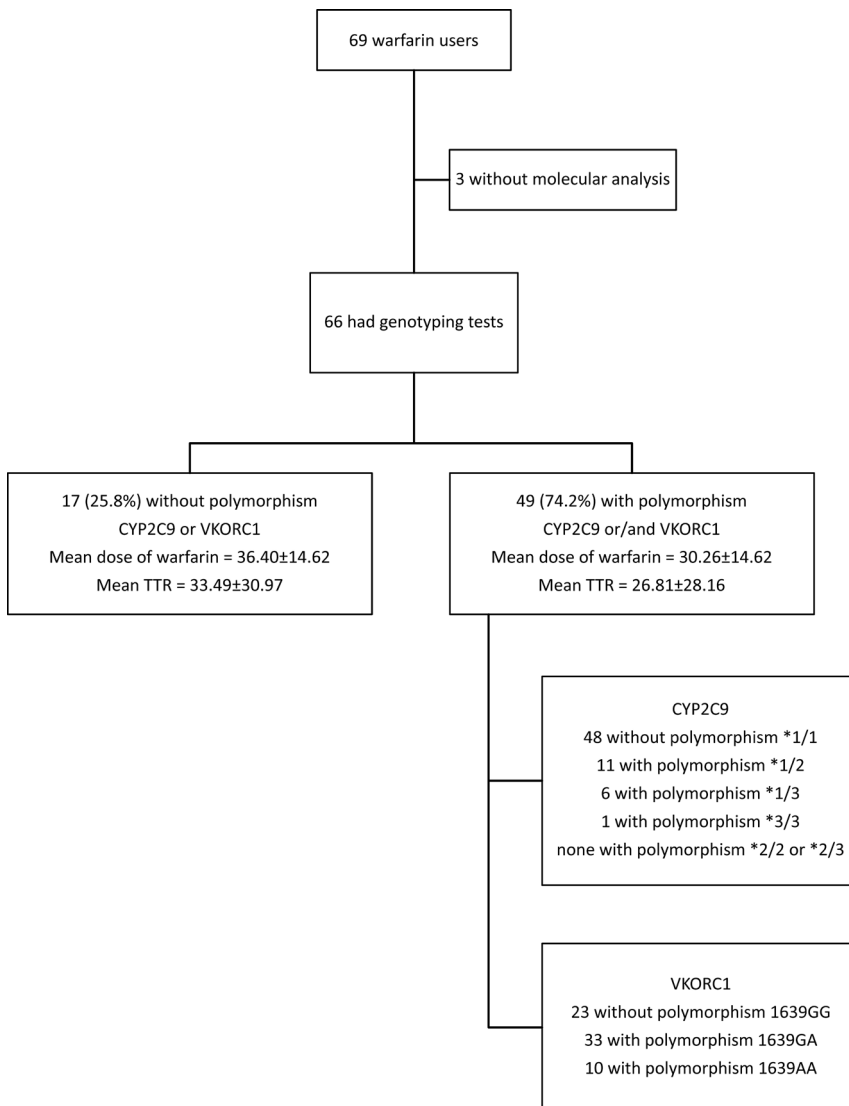 69 warfarin users
3 without molecular analysis
66 had genotyping tests
17 (25.8%) without polymorphism
CYP2C9 or VKORC1
Mean dose of warfarin = 36.40±14.62
Mean TTR = 33.49±30.97
49 (74.2%) with polymorphism
CYP2C9 or/and VKORC1
Mean dose of warfarin = 30.26±14.62
Mean TTR = 26.81±28.16
CYP2C9
48 without polymorphism *1/1
11 with polymorphism *1/2
6 with polymorphism *1/3
1 with polymorphism *3/3
none with polymorphism *2/2 or *2/3
VKORC1
23 without polymorphism 1639GG
33 with polymorphism 1639GA
10 with polymorphism 1639AA